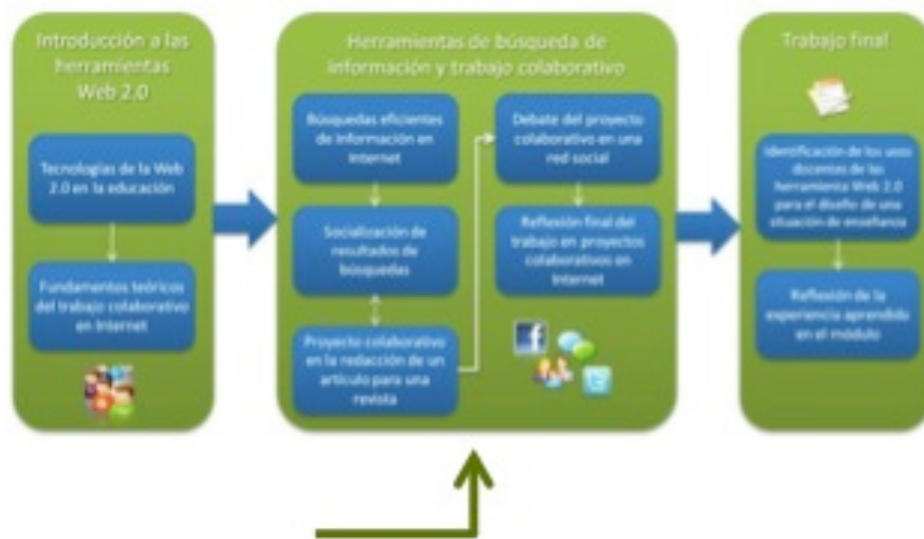 Introducción a las
herramientas
Web 2.0
Tecnologías de la Web
2.0 en la educación
Fundamentos teóricos
del trabajo colaborativo
en Internet
Herramientas de búsqueda de
información y trabajo colaborativo
Búsquedas eficientes
de información en
Internet
Socialización de
resultados de
búsquedas
Proyecto colaborativo
en la redacción de un
artículo para una
revista
Debate del proyecto
colaborativo en una
red social
Reflexión final del
trabajo en proyectos
colaborativos en
Internet
Trabajo final
Identificación de los usos
docentes de las
herramienta Web 2.0
para el diseño de una
situación de enseñanza
Reflexión de la
experiencia aprendido
en el módulo